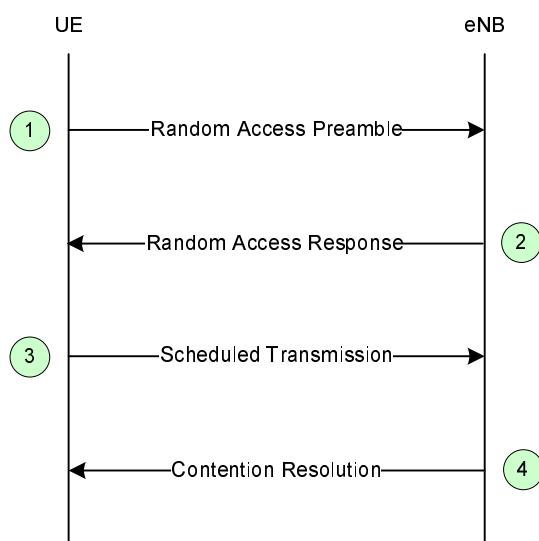 UE
eNB
1
Random Access Preamble
Random Access Response
2
3
Scheduled Transmission
Contention Resolution
4